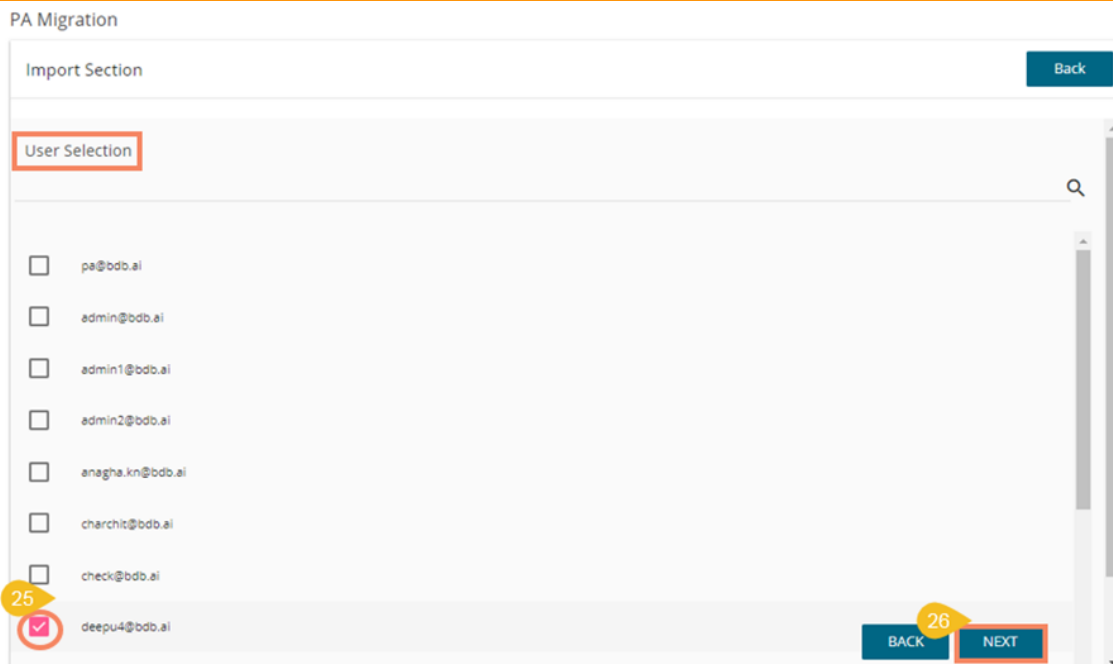 PA Migration
Import Section
Back
User Selection
pa@bdb.ai
admin@bdb.ai
admin1@bdb.ai
admin2@bdb.ai
anagha.kn@bdb.ai
charchit@bdb.ai
check@bdb.ai
25
deepu4@bdb.ai
26
BACK
NEXT